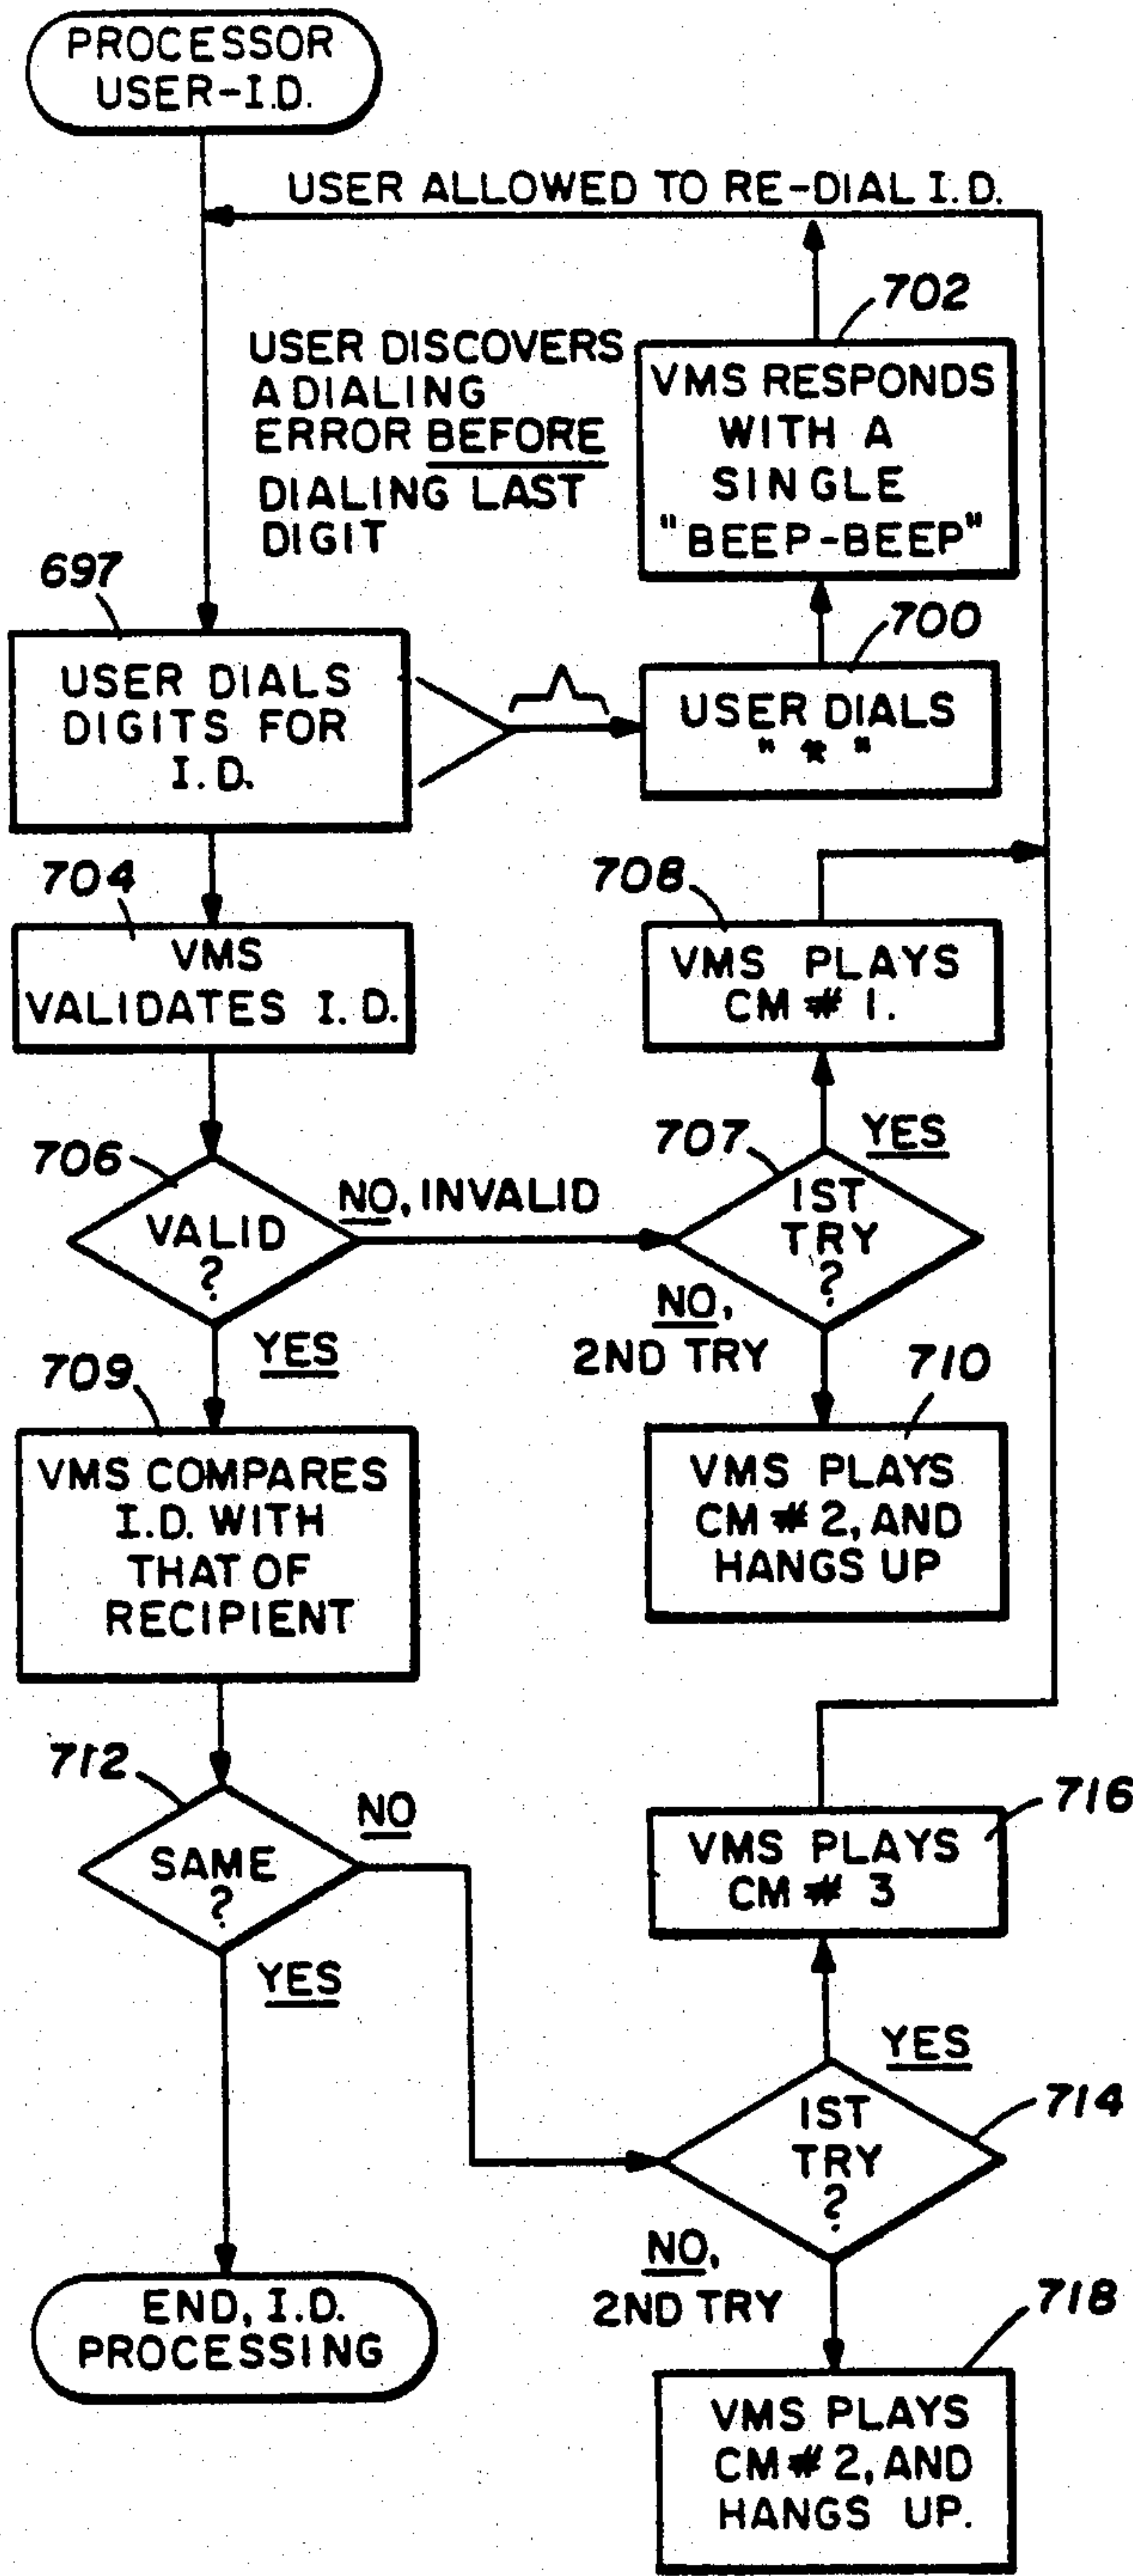 PROCESSOR
USER-I.D.
USER ALLOWED TO RE-DIAL I.D.
702
USER DISCOVERS
A DIALING
ERROR BEFORE
DIALING LAST
DIGIT
VMS RESPONDS
WITH A
SINGLE
"BEEP-BEEP"
697
USER DIALS
DIGITS FOR
I.D.
700
USER DIALS
"*"
704
VMS
VALIDATES I.D.
708
VMS PLAYS
CM # 1.
706
VALID
?
NO, INVALID
707
YES
1ST
TRY
?
NO,
2ND TRY
YES
709
VMS COMPARES
I.D. WITH
THAT OF
RECIPIENT
710
VMS PLAYS
CM # 2, AND
HANGS UP
712
SAME
?
NO
YES
716
VMS PLAYS
CM # 3
YES
714
1ST
TRY
?
NO,
2ND TRY
END, I.D.
PROCESSING
718
VMS PLAYS
CM # 2, AND
HANGS UP.